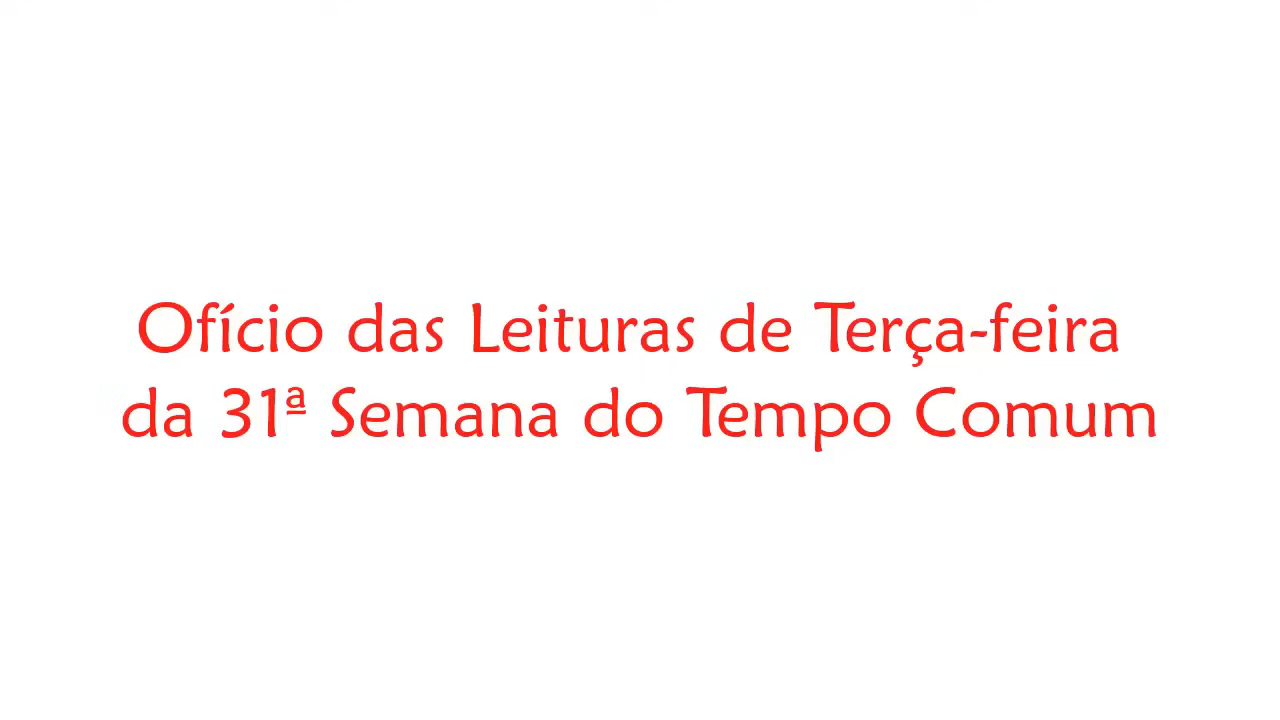 Ofício das Leituras de Terça-feira
da 31ª Semana do Tempo Comum